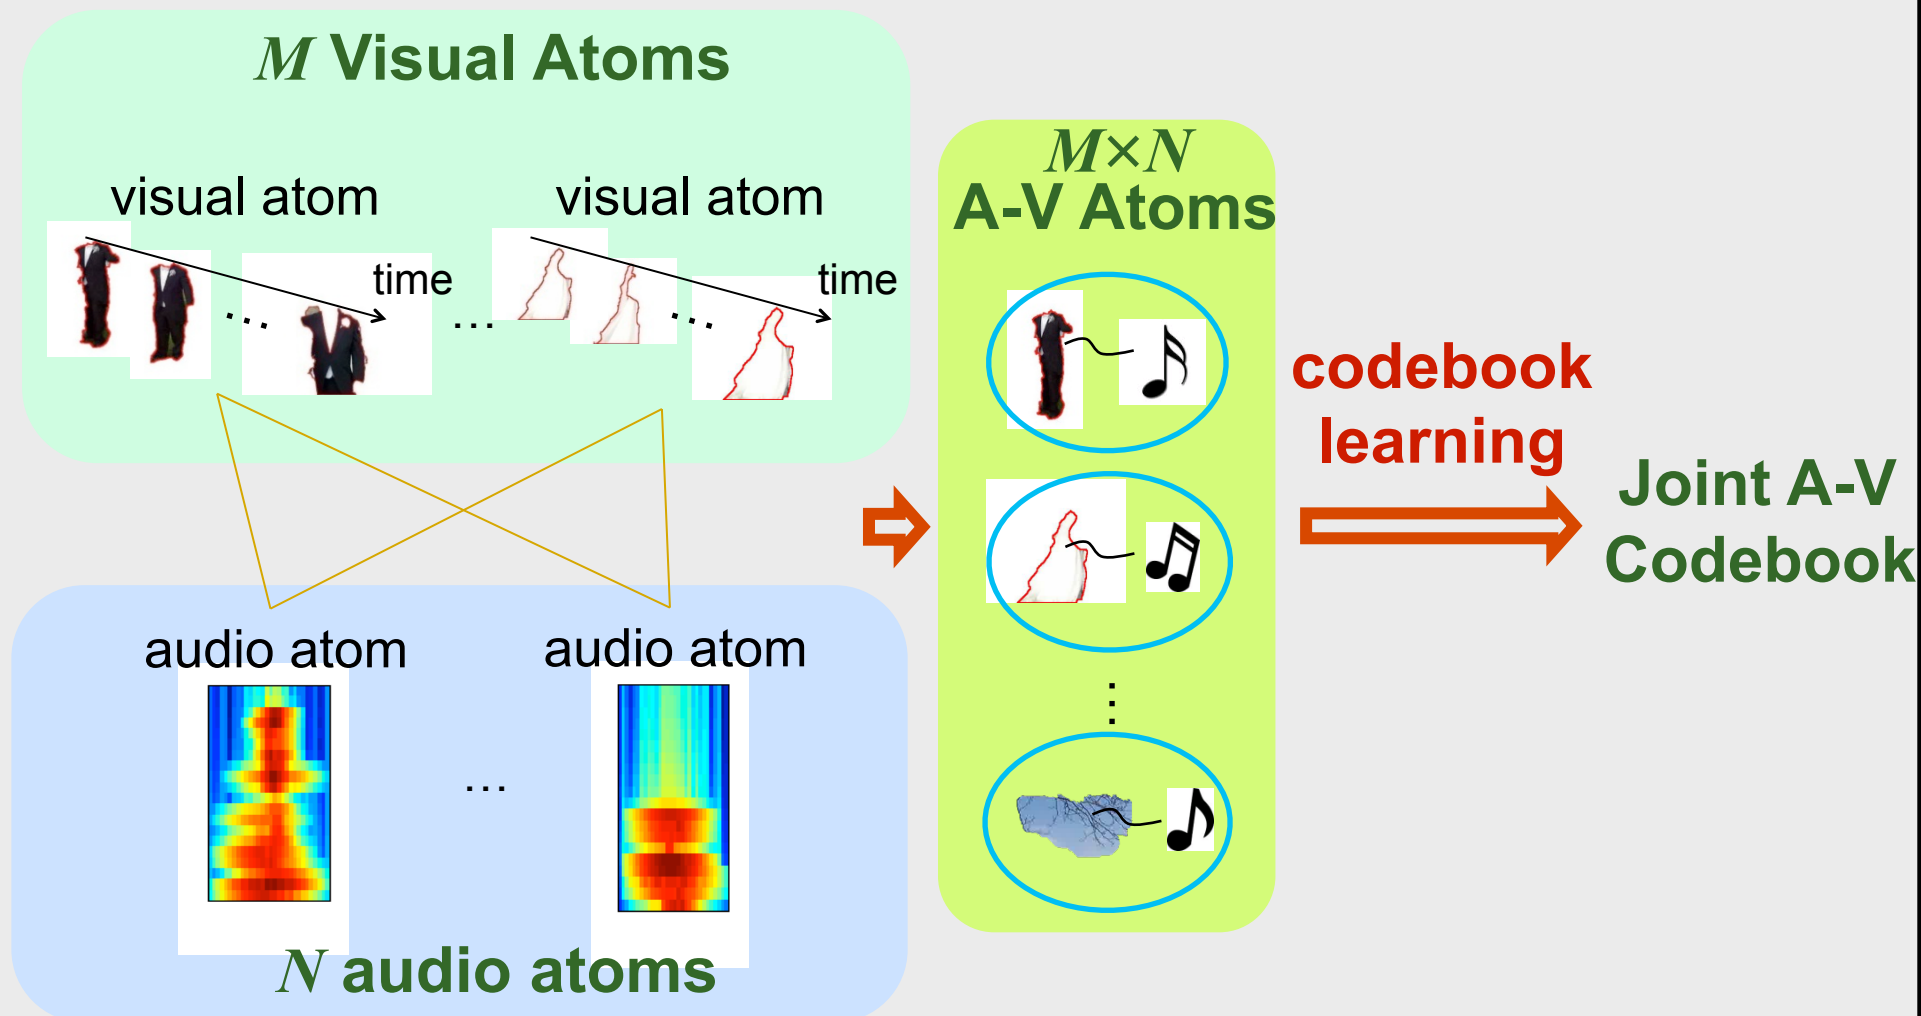 M Visual Atoms
visual atom
visual atom
time
time
…
…
…
M×N
A-V Atoms
codebook
learning
Joint A-V
Codebook
⋮
audio atom
audio atom
…
N audio atoms